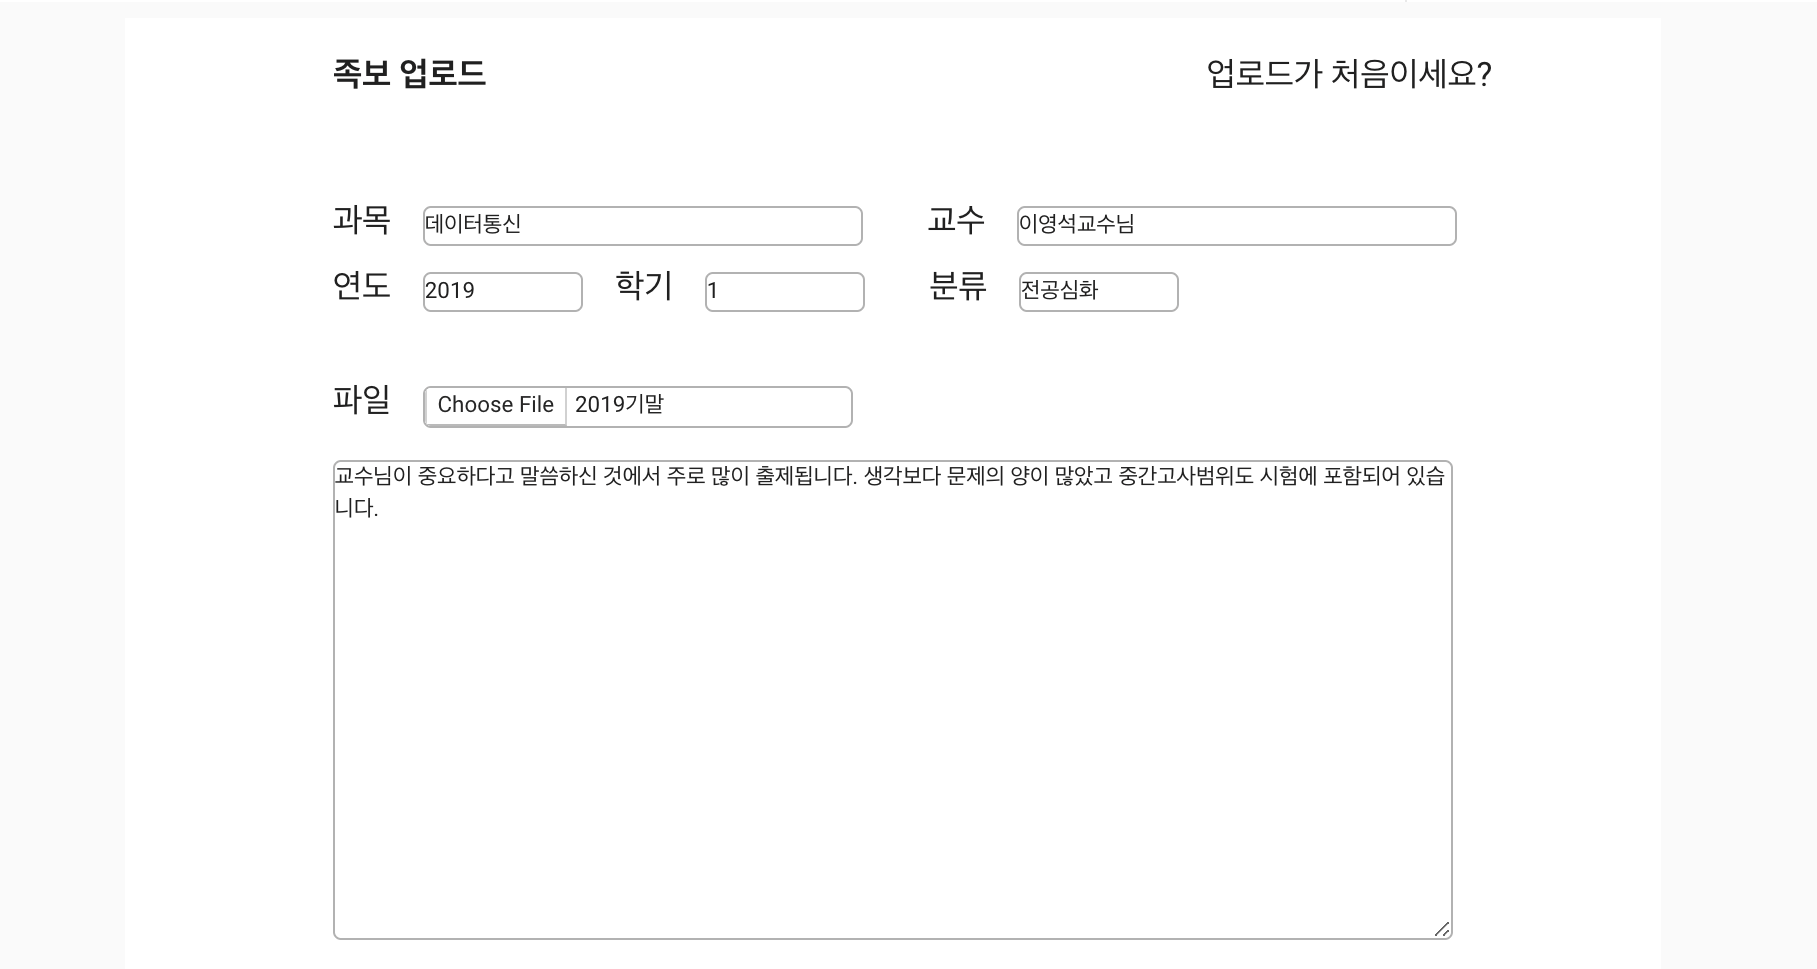 족보 업로드
업로드가 처음이세요?
과목 데이터통신 교수 이영석교수님
연도 2019 학기 1 분류 전공심화
파일 Choose File 2019기말
교수님이 중요하다고 말씀하신 것에서 주로 많이 출제됩니다. 생각보다 문제의 양이 많았고 중간고사범위도 시험에 포함되어 있습
니다.